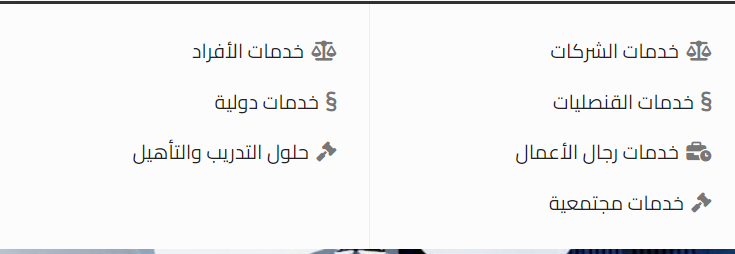 خدمات الشركات
خدمات القنصليات
خدمات رجال الأعمال
خدمات مجتمعية
خدمات الأفراد
§ خدمات دولية
حلول التدريب والتأهيل